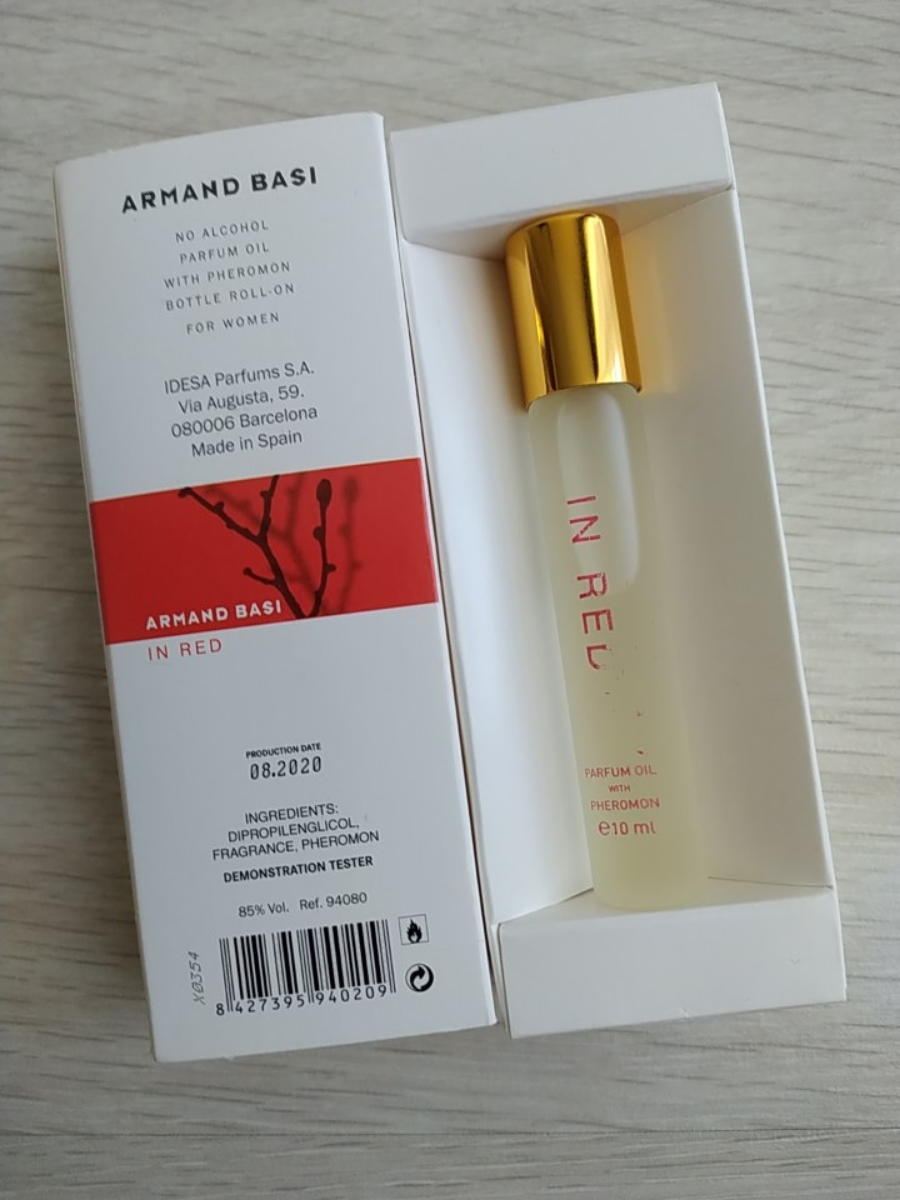 ARMAND BASI
NO ALCOHOL
PARFUM OIL
WITH PHEROMON
BOTTLE ROLL-ON
FOR WOMEN
IDESA Parfums S.A.
Via Augusta, 59.
080006 Barcelona
Made in Spain
ARMAND BASI
IN RED
PRODUCTION DATE
08.2020
INGREDIENTS:
DIPROPILENGLICOL,
FRAGRANCE, PHEROMON
DEMONSTRATION TESTER
85% Vol. Ref. 94080
X0354
8 427395 940209
IN RED
PARFUM OIL
WITH
PHEROMON
℮10 ml